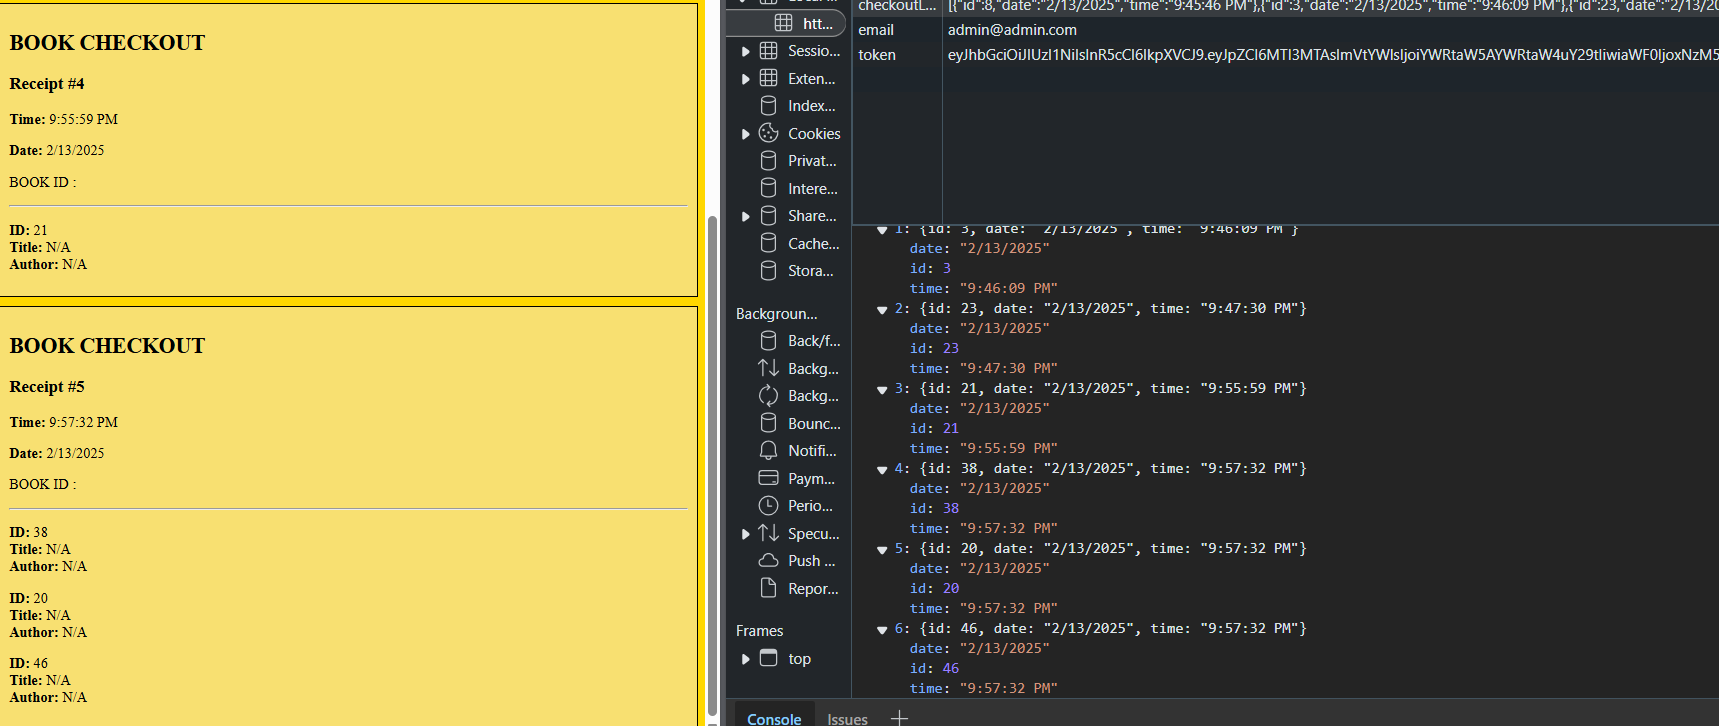 BOOK CHECKOUT
Receipt #4
Time: 9:55:59 PM
Date: 2/13/2025
BOOK ID :
ID: 21
Title: N/A
Author: N/A
BOOK CHECKOUT
Receipt #5
Time: 9:57:32 PM
Date: 2/13/2025
BOOK ID :
ID: 38
Title: N/A
Author: N/A
ID: 20
Title: N/A
Author: N/A
ID: 46
Title: N/A
Author: N/A
htt...
Sessio...
Exten...
Index...
Cookies
Privat...
Intere...
Share...
Cache...
Stora...
Backgroun...
Back/f...
Backg...
Backg...
Bounc...
Notifi...
Paym...
Perio...
Specu...
Push ...
Repor...
Frames
top
checkoutL... [{"id":8,"date":"2/13/2025","time":"9:45:46 PM"},{"id":3,"date":"2/13/2025","time":"9:46:09 PM"},{"id":23,"date":"2/13/20
email admin@admin.com
token
1: {id: 3, date: "2/13/2025", time: "9:46:09 PM"}
date: "2/13/2025"
id: 3
time: "9:46:09 PM"
2: {id: 23, date: "2/13/2025", time: "9:47:30 PM"}
date: "2/13/2025"
id: 23
time: "9:47:30 PM"
3: {id: 21, date: "2/13/2025", time: "9:55:59 PM"}
date: "2/13/2025"
id: 21
time: "9:55:59 PM"
4: {id: 38, date: "2/13/2025", time: "9:57:32 PM"}
date: "2/13/2025"
id: 38
time: "9:57:32 PM"
5: {id: 20, date: "2/13/2025", time: "9:57:32 PM"}
date: "2/13/2025"
id: 20
time: "9:57:32 PM"
6: {id: 46, date: "2/13/2025", time: "9:57:32 PM"}
date: "2/13/2025"
id: 46
time: "9:57:32 PM"
Console Issues